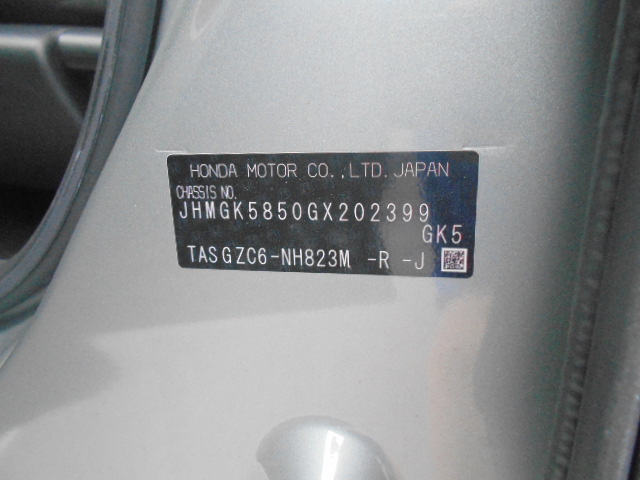 HONDA MOTOR CO.,LTD.JAPAN
CHASSIS NO.
JHMGK5850GX202399
GK5
TASGZC6-NH823M -R -J